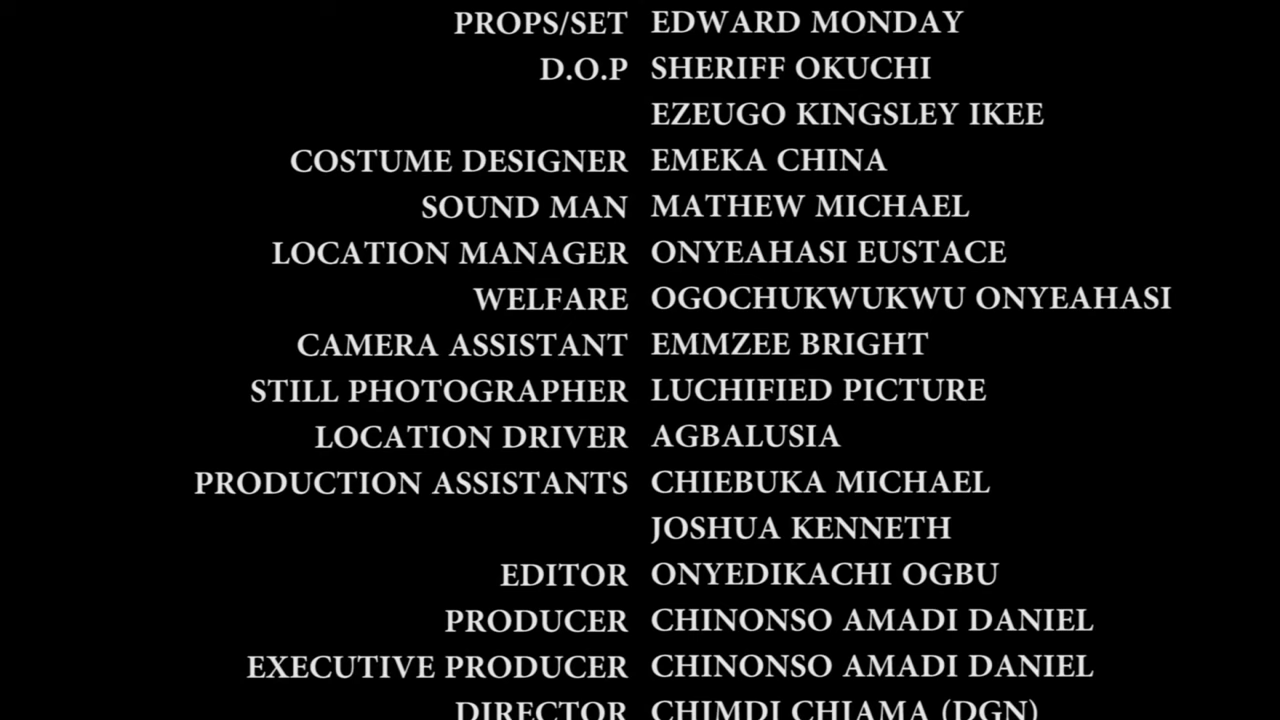 PROPS/SET EDWARD MONDAY
D.O.P SHERIFF OKUCHI
EZEUGO KINGSLEY IKEE
COSTUME DESIGNER EMEKA CHINA
SOUND MAN MATHEW MICHAEL
LOCATION MANAGER ONYEAHASI EUSTACE
WELFARE OGOCHUKWUKWU ONYEAHASI
CAMERA ASSISTANT EMMZEE BRIGHT
STILL PHOTOGRAPHER LUCHIFIED PICTURE
LOCATION DRIVER AGBALUSIA
PRODUCTION ASSISTANTS CHIEBUKA MICHAEL
JOSHUA KENNETH
EDITOR ONYEDIKACHI OGBU
PRODUCER CHINONSO AMADI DANIEL
EXECUTIVE PRODUCER CHINONSO AMADI DANIEL
DIRECTOR CHIMDI CHIAMA (DGN)